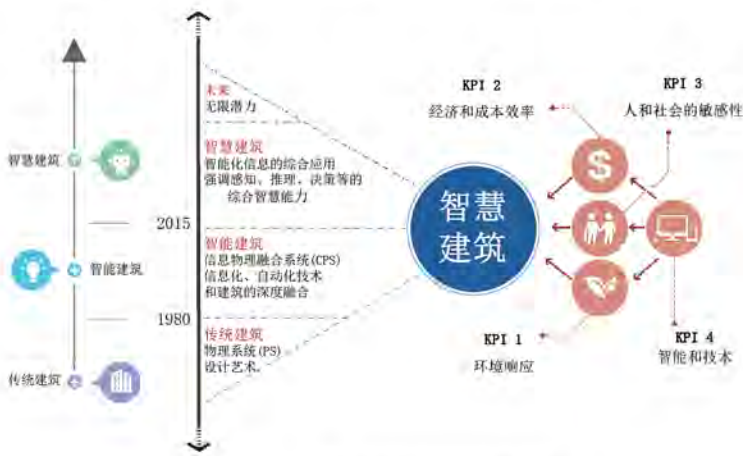 智慧建筑
智能建筑
传统建筑
2015
1980
未来
无限潜力
智慧建筑
智能化信息的综合应用
强调感知、推理、决策等的
综合智慧能力
智能建筑
信息物理融合系统(CPS)
信息化、自动化技术
和建筑的深度融合
传统建筑
物理系统(PS)
设计艺术。
智慧
建筑
KPI 2
经济和成本效率
KPI 3
人和社会的敏感性
$
KPI 1
环境响应
KPI 4
智能和技术